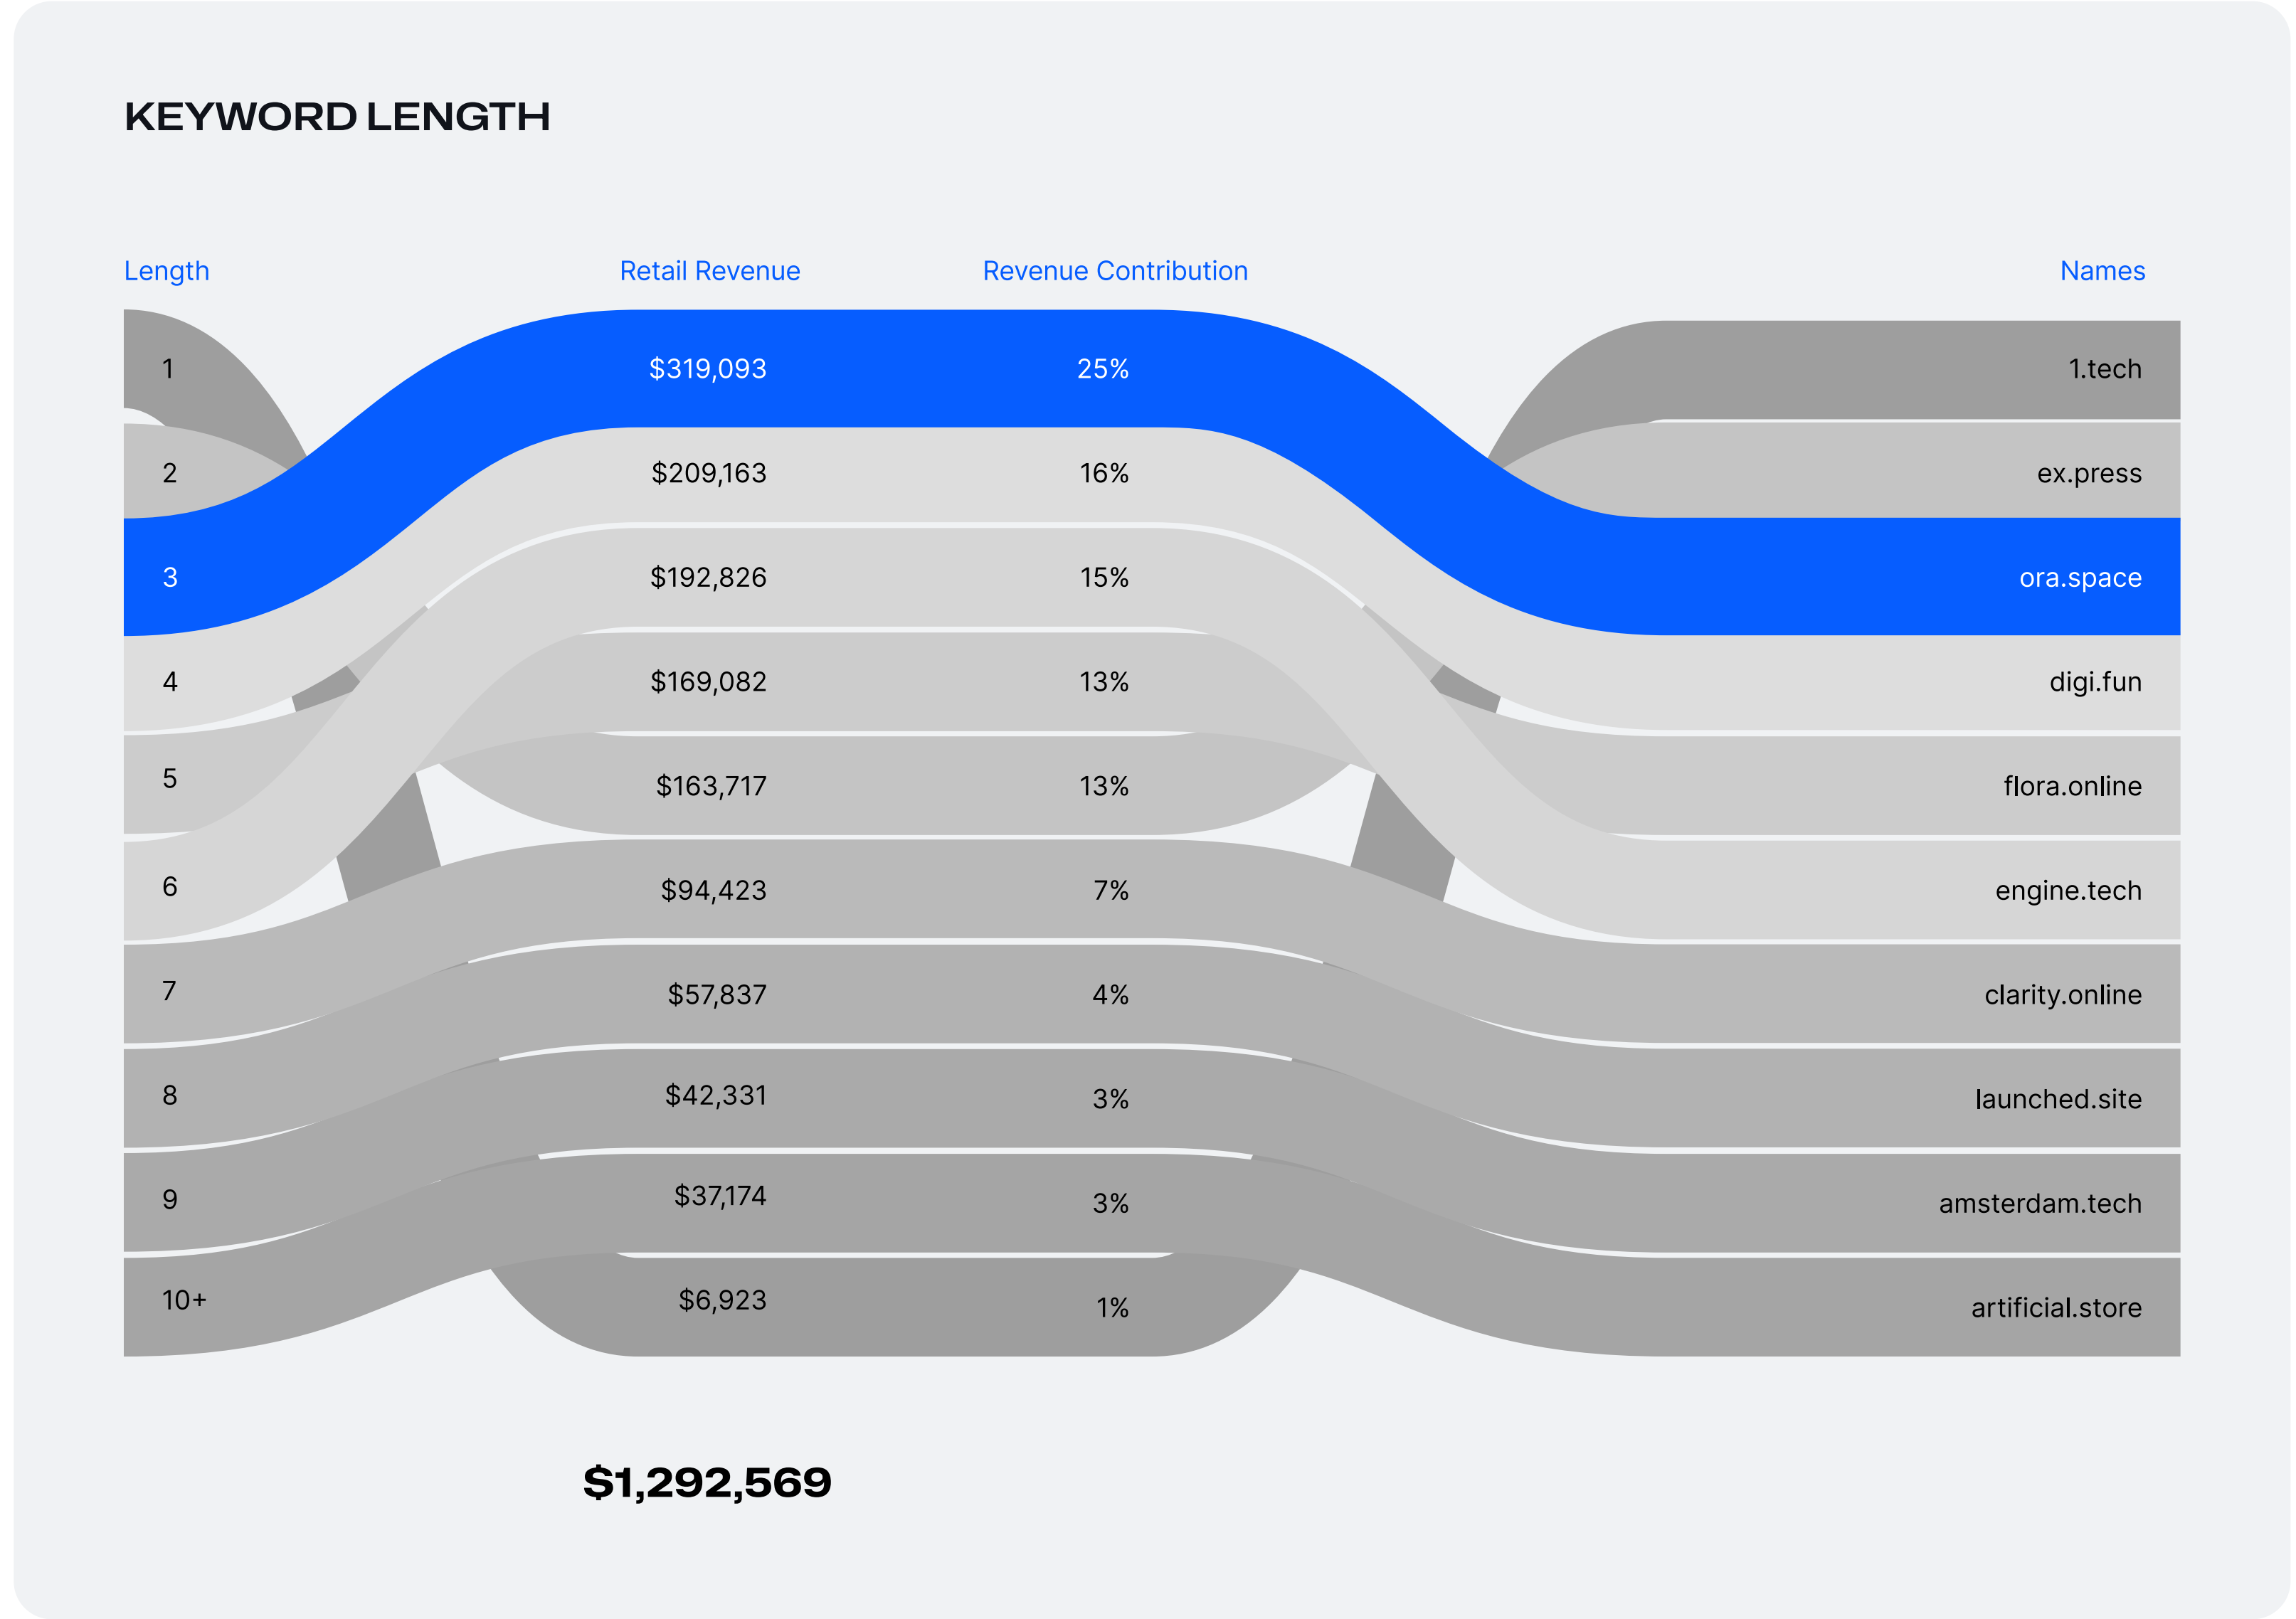 KEYWORD LENGTH
Length Retail Revenue Revenue Contribution Names
1 $319,093 25% 1.tech
2 $209,163 16% ex.press
3 $192,826 15% ora.space
4 $169,082 13% digi.fun
5 $163,717 13% flora.online
6 $94,423 7% engine.tech
7 $57,837 4% clarity.online
8 $42,331 3% launched.site
9 $37,174 3% amsterdam.tech
10+ $6,923 1% artificial.store
$1,292,569